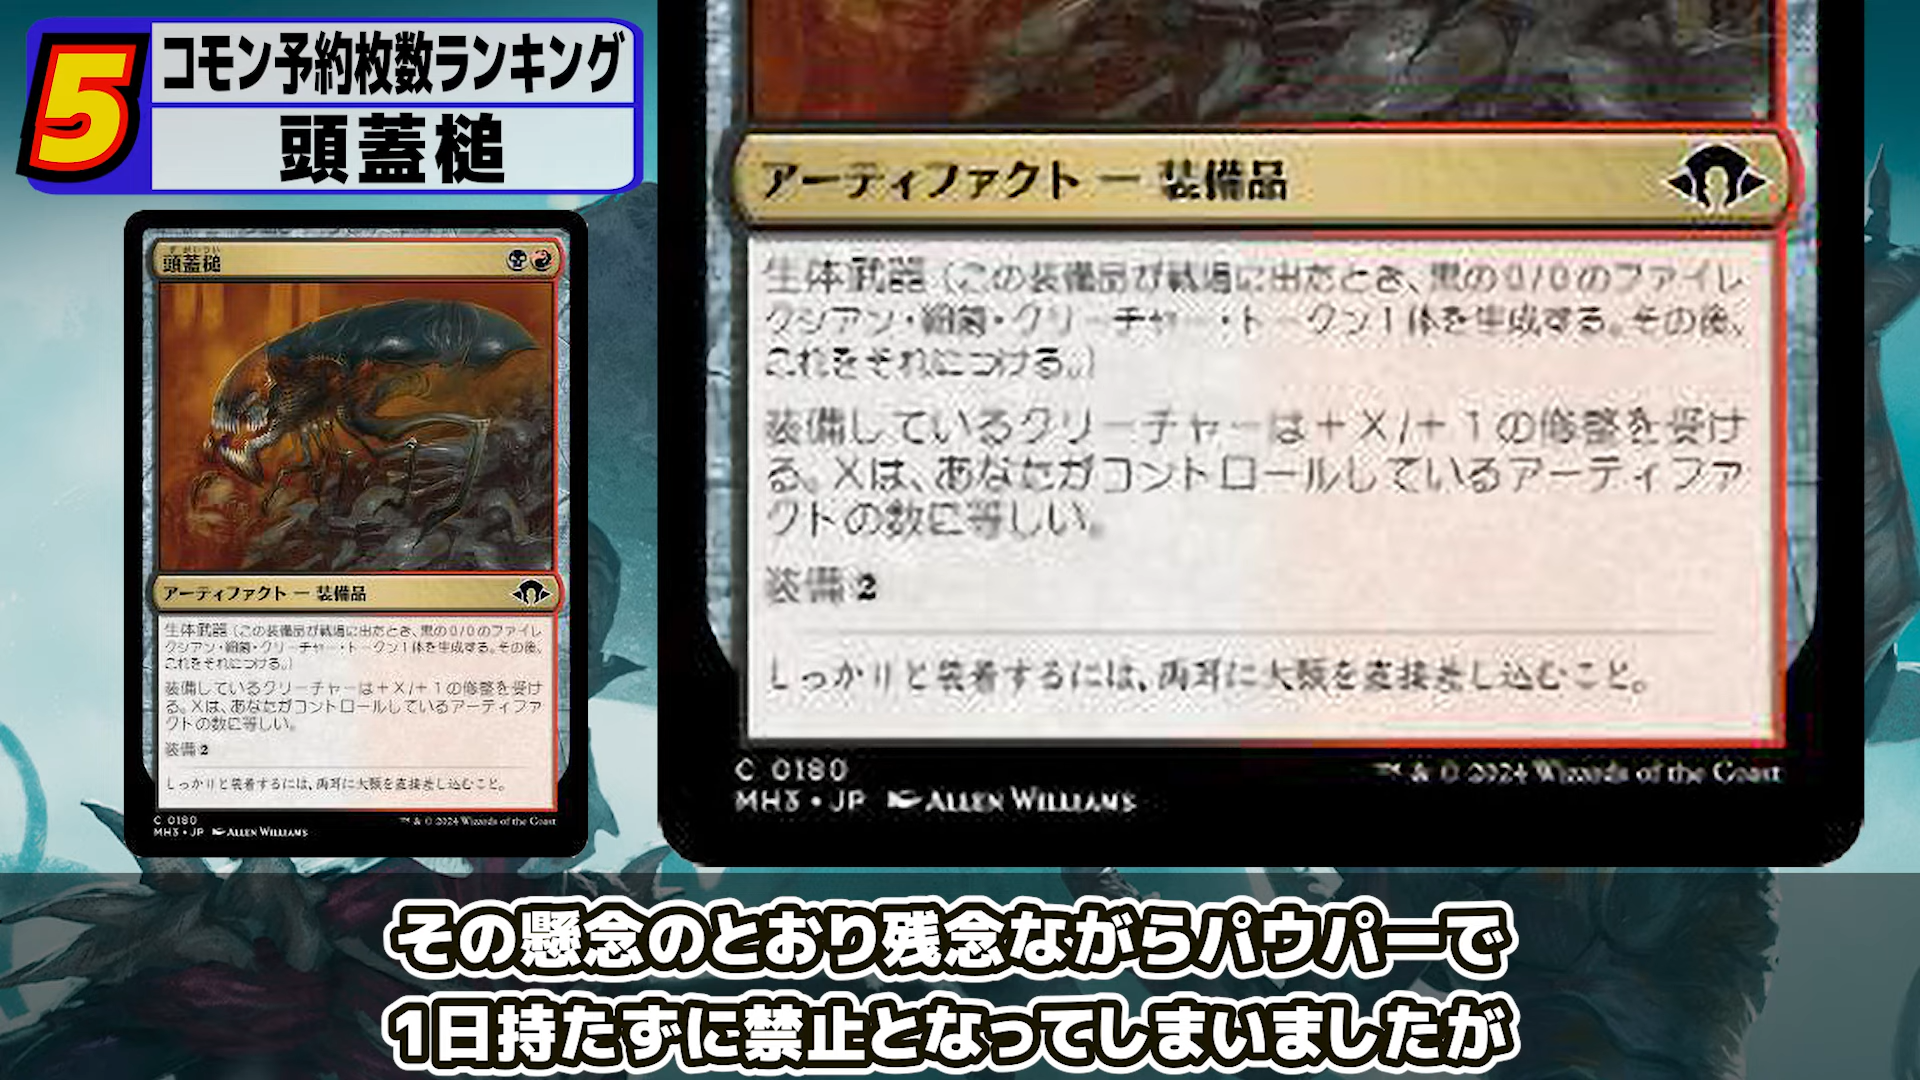 5
コモン予約枚数ランキング
頭蓋槌
ず がいつい
頭蓋槌
アーティファクト ー 装備品
生体武器（この装備品が戦場に出たとき、黒の０/０のファイレ
クシアン・細菌・クリーチャー・トークン１体を生成する。その後、
これをそれにつける。）
装備しているクリーチャーは＋Ｘ/＋１の修整を受け
る。Ｘは、あなたがコントロールしているアーティファ
クトの数に等しい。
装備 2
しっかりと装着するには、両耳に大顎を直接差し込むこと。
C 0180
MH3 • JP ALLEN WILLIAMS
™ & © 2024 Wizards of the Coast
アーティファクト ー 装備品
生体武器（この装備品が戦場に出たとき、黒の０/０のファイレ
クシアン・細菌・クリーチャー・トークン１体を生成する。その後、
これをそれにつける。）
装備しているクリーチャーは＋Ｘ/＋１の修整を受け
る。Ｘは、あなたがコントロールしているアーティファ
クトの数に等しい。
装備 2
しっかりと装着するには、両耳に大顎を直接差し込むこと。
C 0180
MH3 • JP ALLEN WILLIAMS
™ & © 2024 Wizards of the Coast
その懸念のとおり残念ながらパウパーで
1日持たずに禁止となってしまいましたが